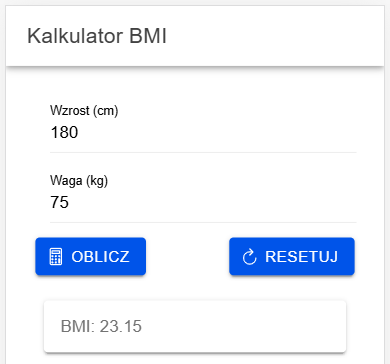 Kalkulator BMI
Wzrost (cm)
180
Waga (kg)
75
OBLICZ
RESETUJ
BMI: 23.15